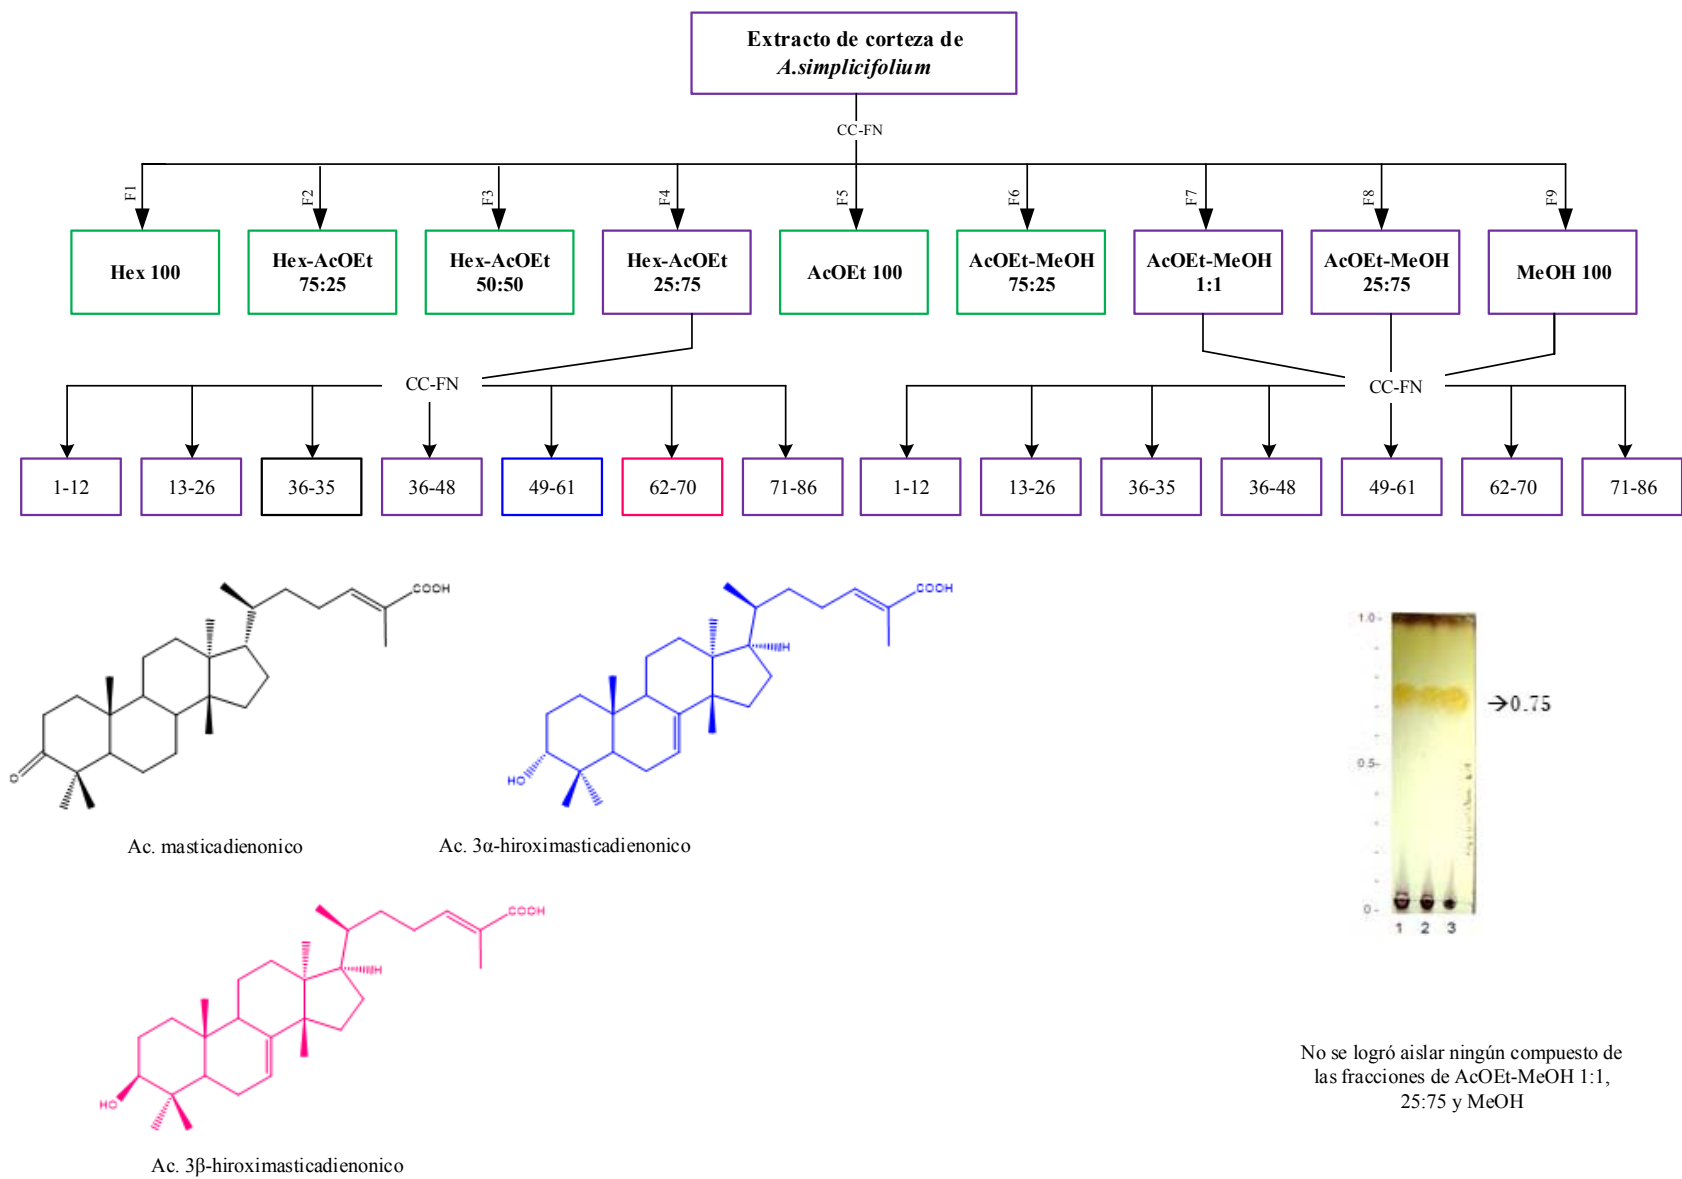 Extracto de corteza de
A.simplicifolium
CC-FN
F1
F2
F3
F4
F5
F6
F7
F8
F9
Hex 100
Hex-AcOEt
75:25
Hex-AcOEt
50:50
Hex-AcOEt
25:75
AcOEt 100
AcOEt-MeOH
75:25
AcOEt-MeOH
1:1
AcOEt-MeOH
25:75
MeOH 100
CC-FN
CC-FN
1-12
13-26
36-35
36-48
49-61
62-70
71-86
1-12
13-26
36-35
36-48
49-61
62-70
71-86
COOH
O
Ac. masticadienonico
COOH
H
HO
Ac. 3α-hiroximasticadienonico
COOH
H
HO
Ac. 3β-hiroximasticadienonico
1.0-
→0.75
0.5-
0-
1 2 3
No se logró aislar ningún compuesto de
las fracciones de AcOEt-MeOH 1:1,
25:75 y MeOH